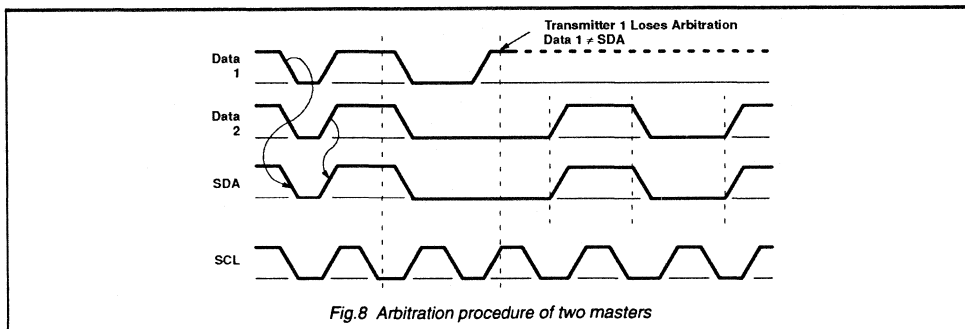 Transmitter 1 Loses Arbitration
Data 1 ≠ SDA
Data
1
Data
2
SDA
SCL
Fig.8 Arbitration procedure of two masters